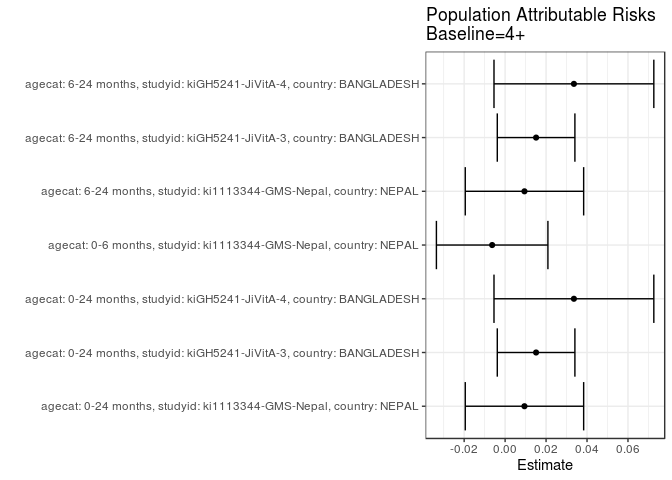 Population Attributable Risks
Baseline=4+
agecat: 6-24 months, studyid: kiGH5241-JiVitA-4, country: BANGLADESH
agecat: 6-24 months, studyid: kiGH5241-JiVitA-3, country: BANGLADESH
agecat: 6-24 months, studyid: ki1113344-GMS-Nepal, country: NEPAL
agecat: 0-6 months, studyid: ki1113344-GMS-Nepal, country: NEPAL
agecat: 0-24 months, studyid: kiGH5241-JiVitA-4, country: BANGLADESH
agecat: 0-24 months, studyid: kiGH5241-JiVitA-3, country: BANGLADESH
agecat: 0-24 months, studyid: ki1113344-GMS-Nepal, country: NEPAL
-0.02 0.00 0.02 0.04 0.06
Estimate